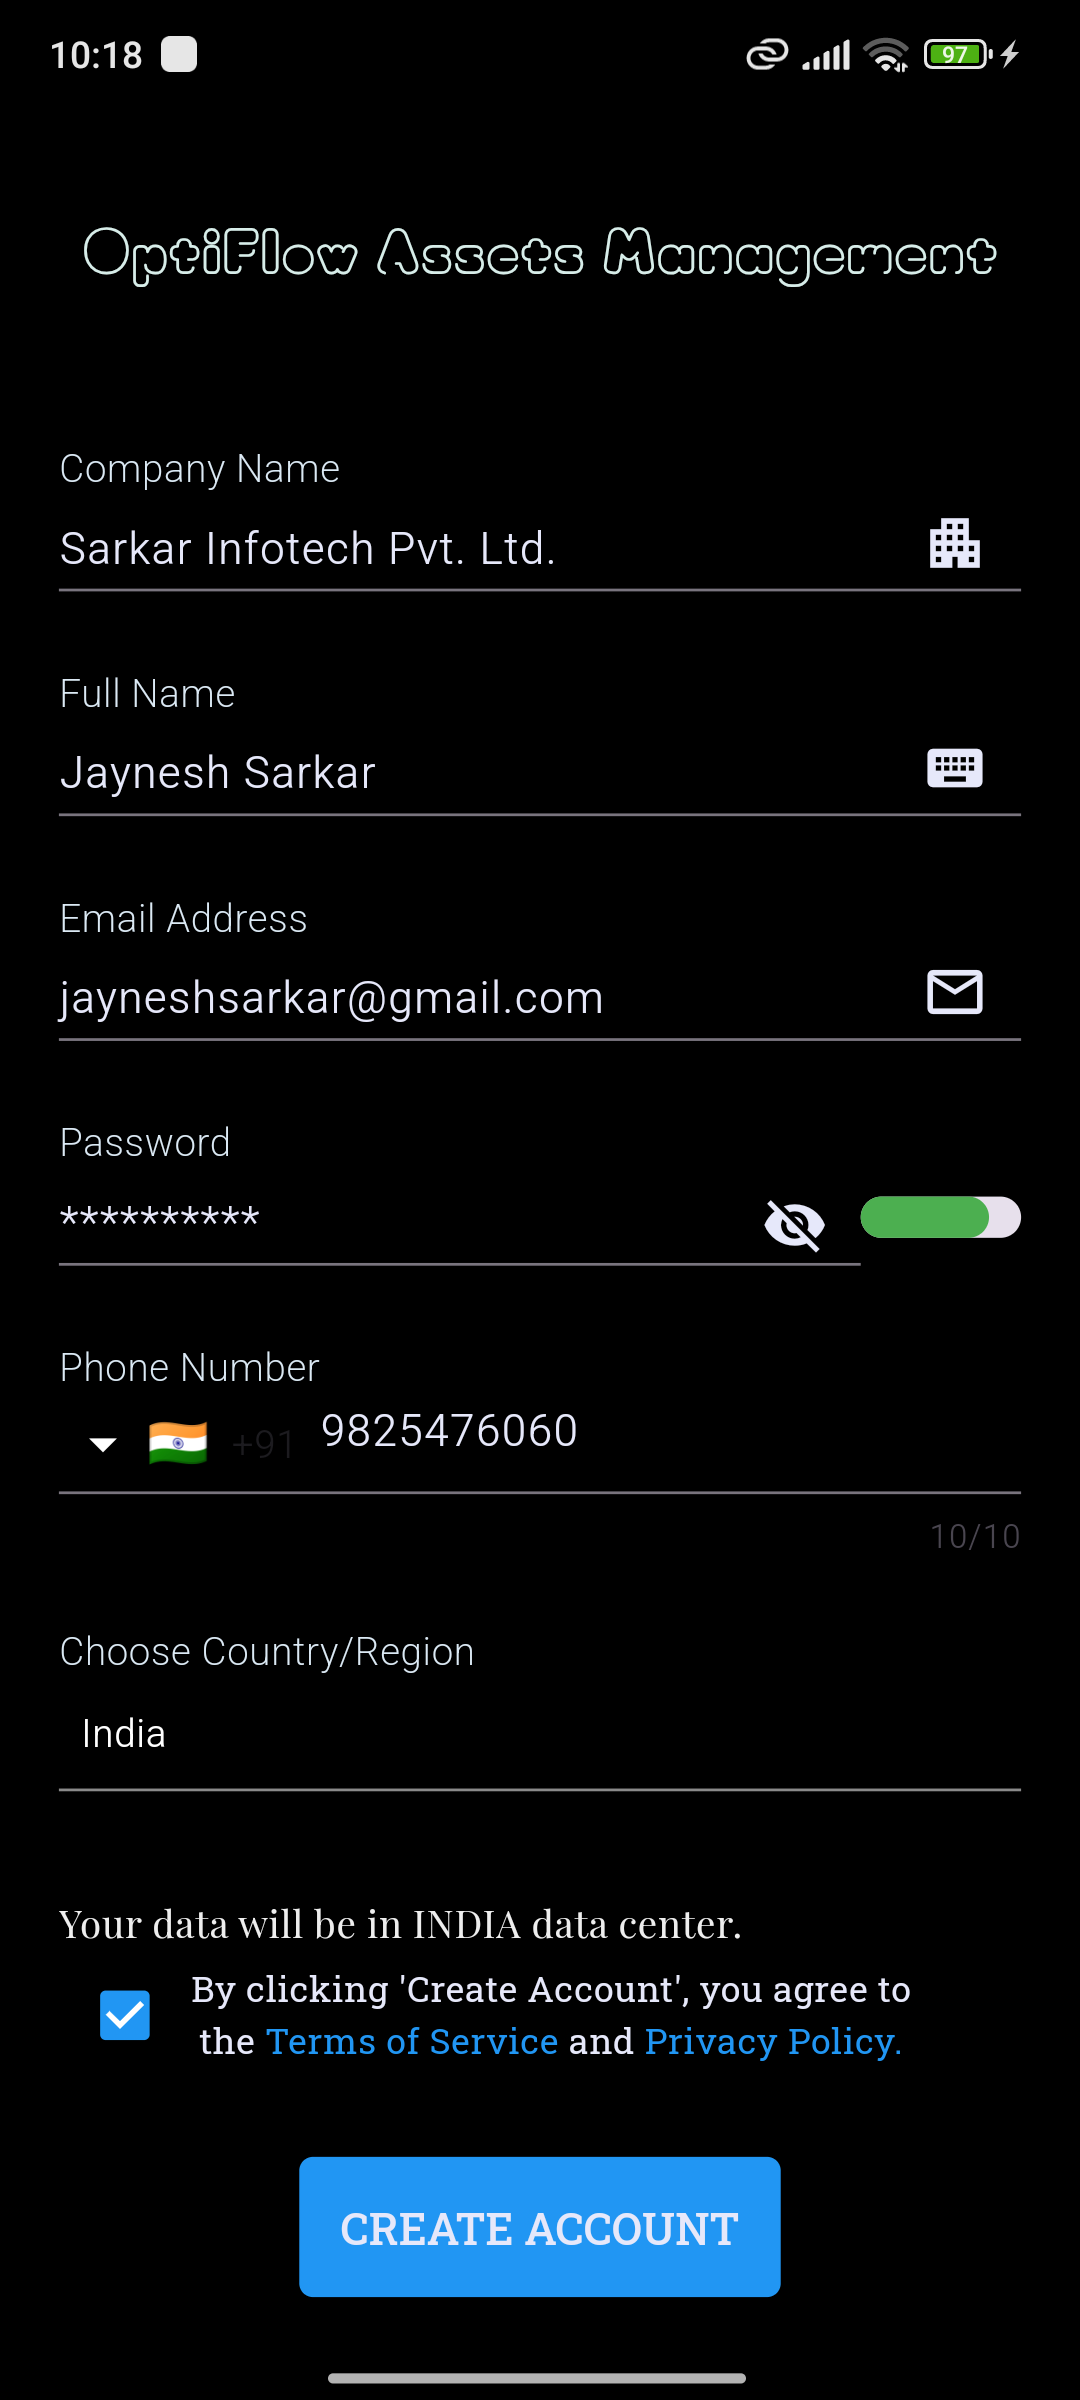 10:18
97
OptiFlow Assets Management
Company Name
Sarkar Infotech Pvt. Ltd.
Full Name
Jaynesh Sarkar
Email Address
jayneshsarkar@gmail.com
Password
**********
Phone Number
+91 9825476060
10/10
Choose Country/Region
India
Your data will be in INDIA data center.
By clicking 'Create Account', you agree to
the Terms of Service and Privacy Policy.
CREATE ACCOUNT